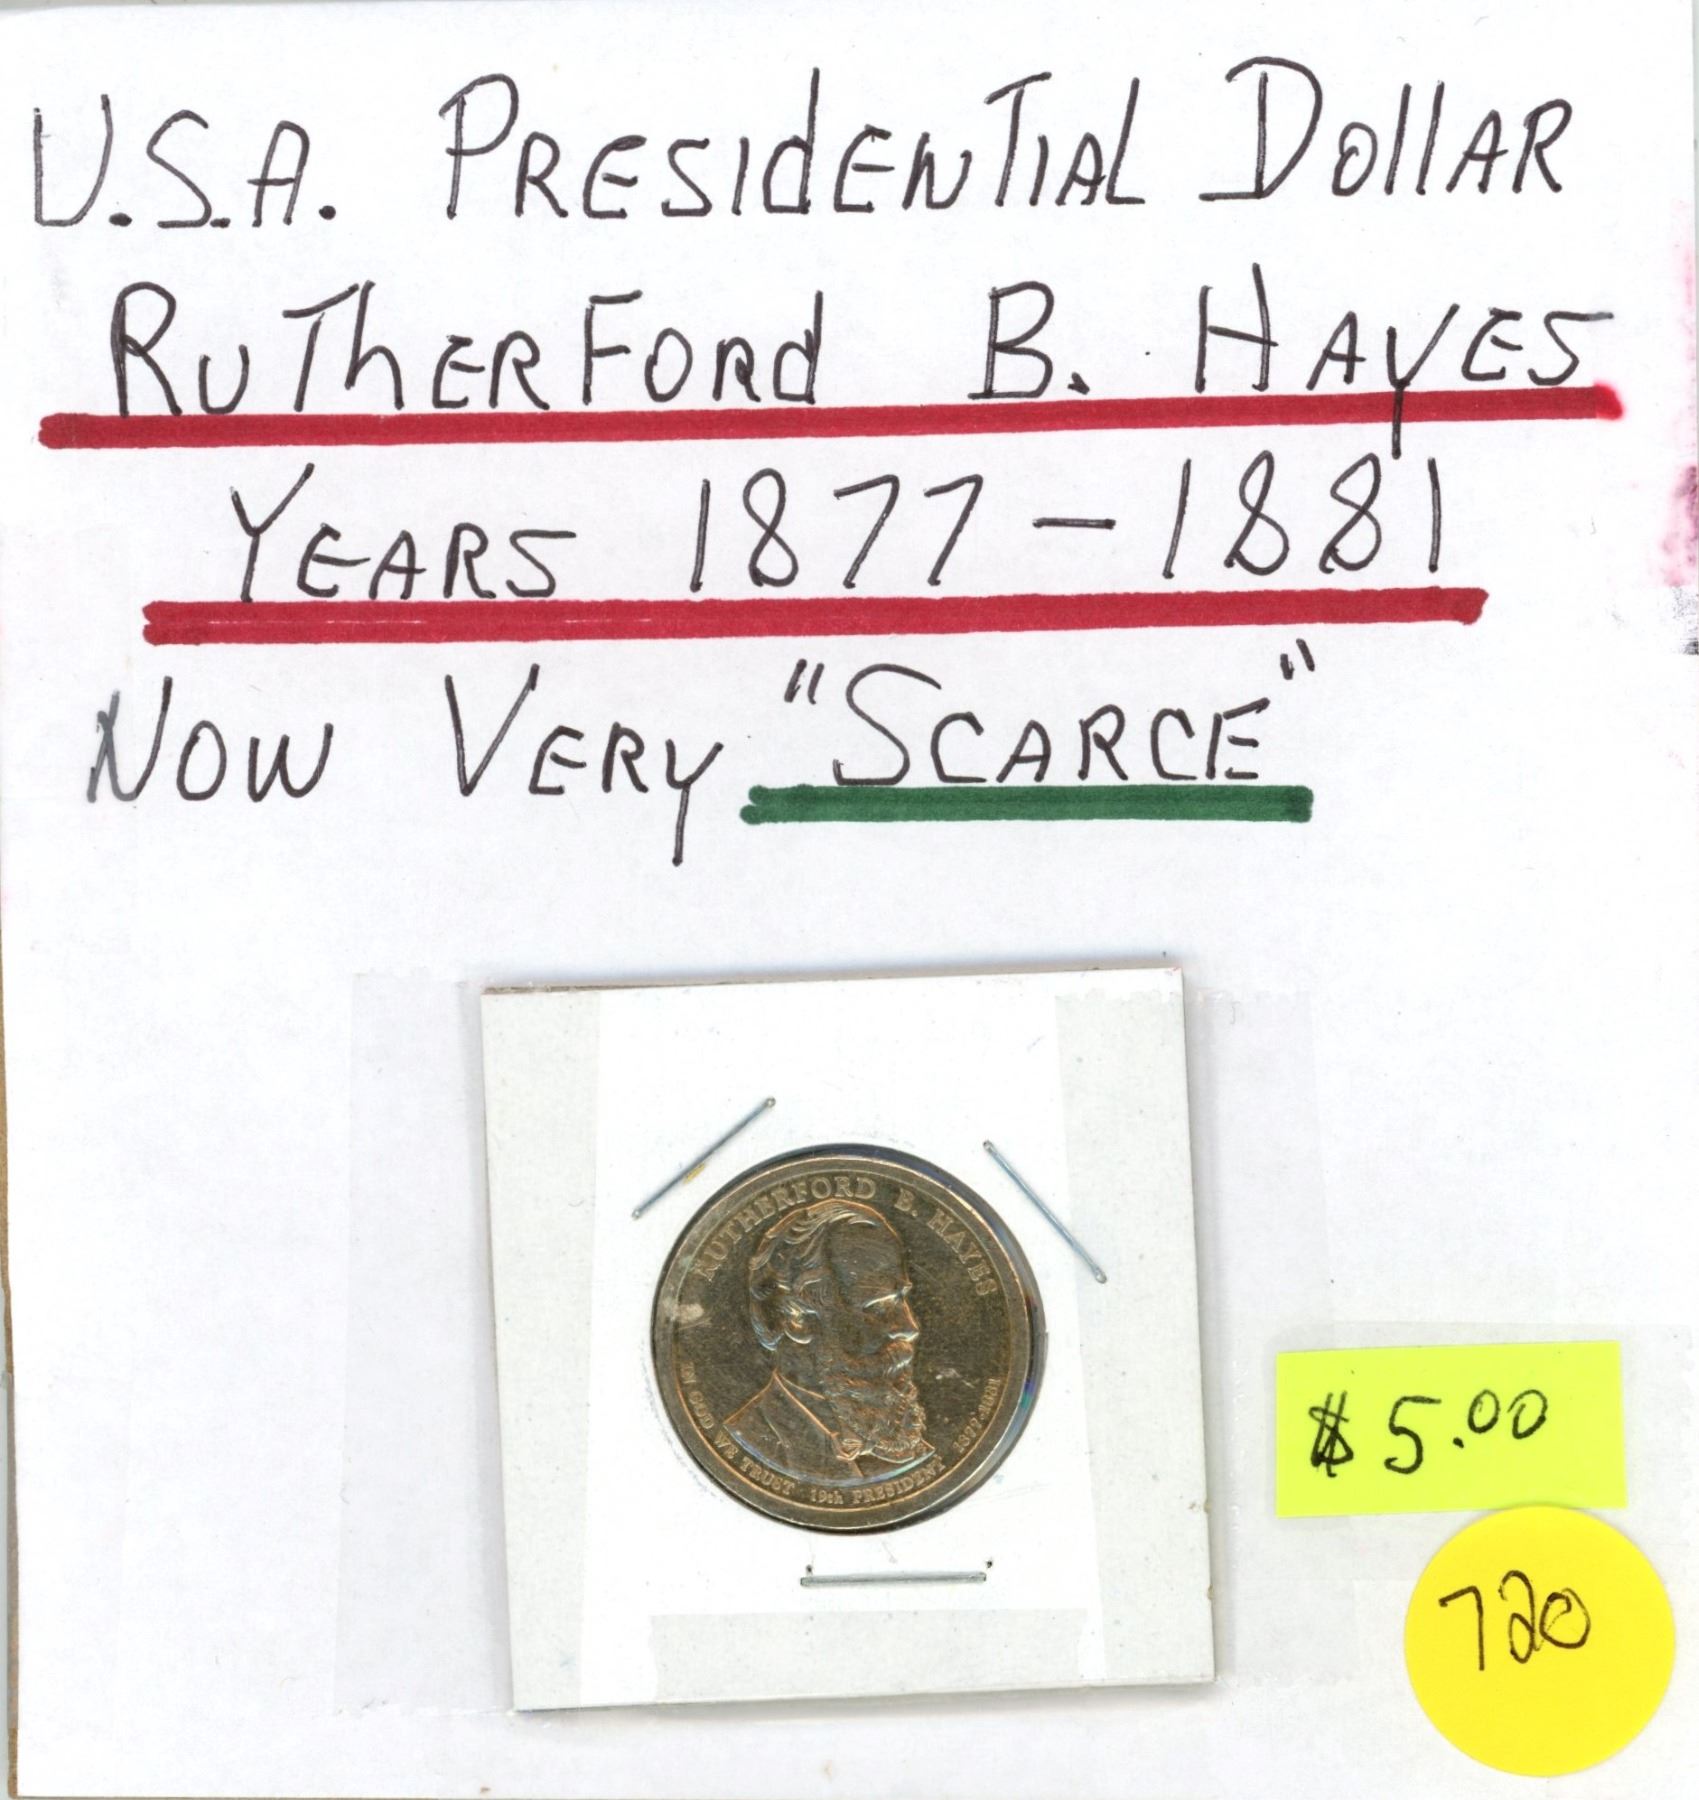 U.S.A. PRESIDENTIAL DOLLAR
RUTHERFORD B. HAYES
YEARS 1877-1881
NOW VERY "SCARCE"
RUTHERFORD B. HAYES
IN GOD WE TRUST 19th PRESIDENT 1877-1881
$5.00
720